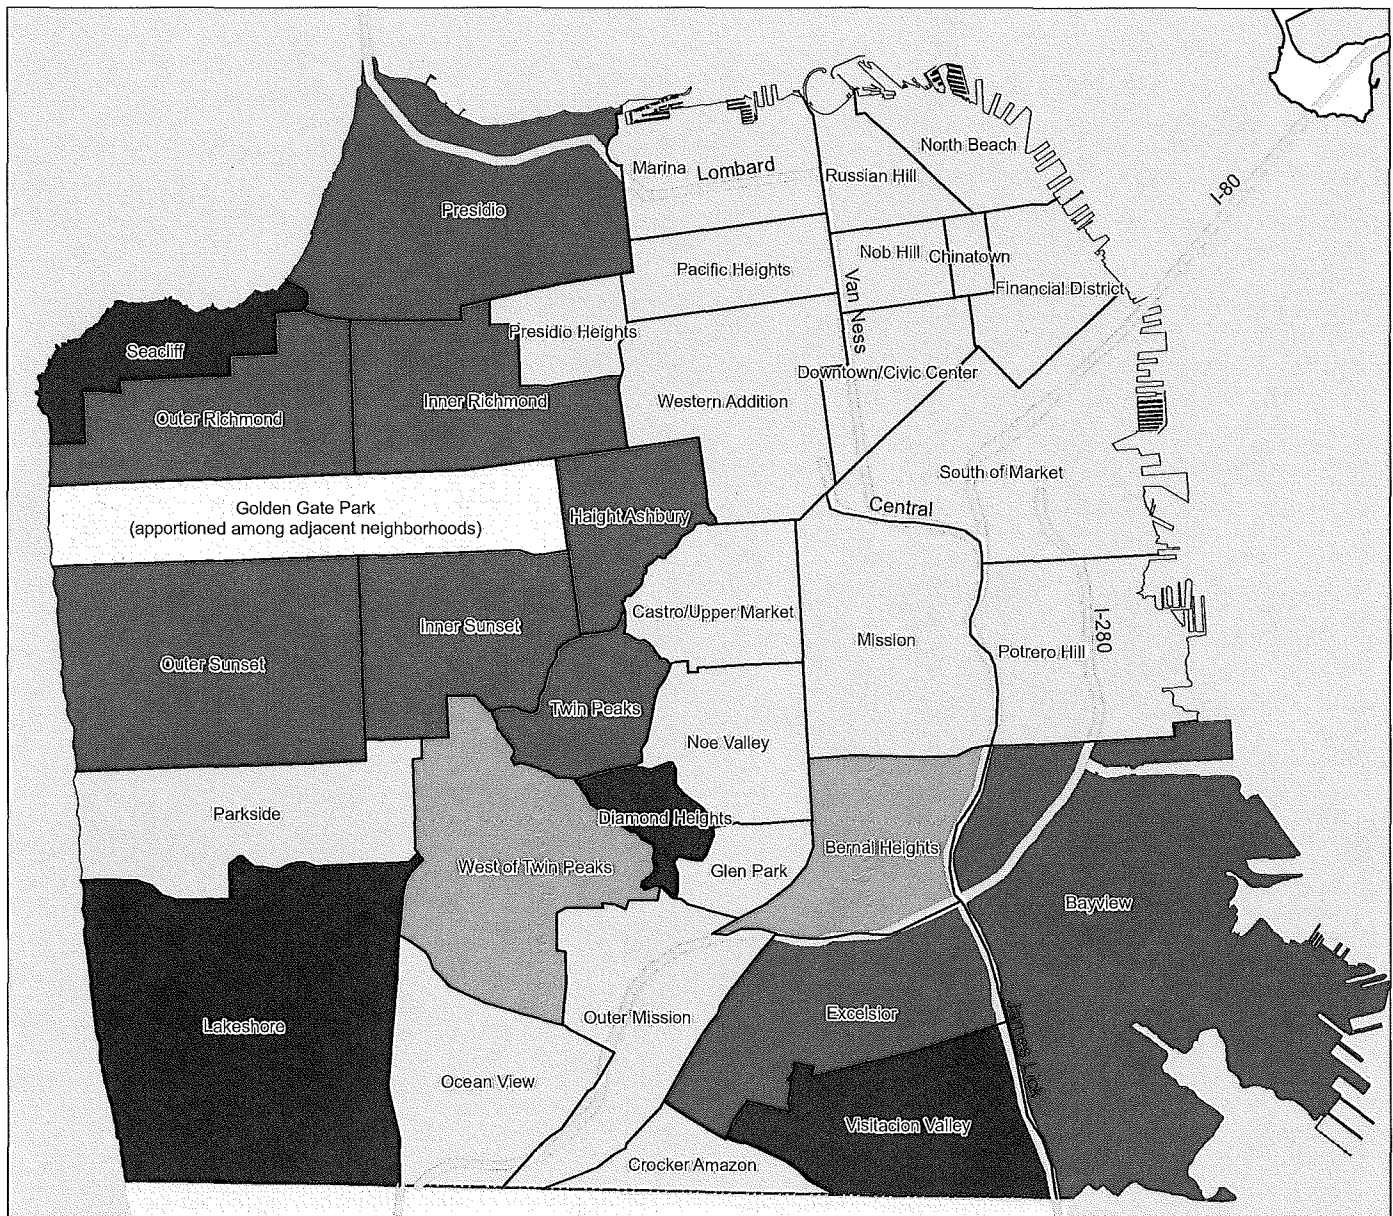 North Beach
Marina
Lombard
Russian Hill
I-80
Presidio
Nob Hill
Chinatown
Pacific Heights
Van Ness
Financial District
Presidio Heights
Seacliff
Downtown/Civic Center
Inner Richmond
Western Addition
Outer Richmond
South of Market
Golden Gate Park
(apportioned among adjacent neighborhoods)
Central
Haight Ashbury
Castro/Upper Market
Inner Sunset
Mission
I-280
Potrero Hill
Outer Sunset
Twin Peaks
Noe Valley
Parkside
Diamond Heights
Bernal Heights
West of Twin Peaks
Glen Park
Bayview
Excelsior
Outer Mission
Lakeshore
James Lick
Ocean View
Visitacion Valley
Crocker Amazon